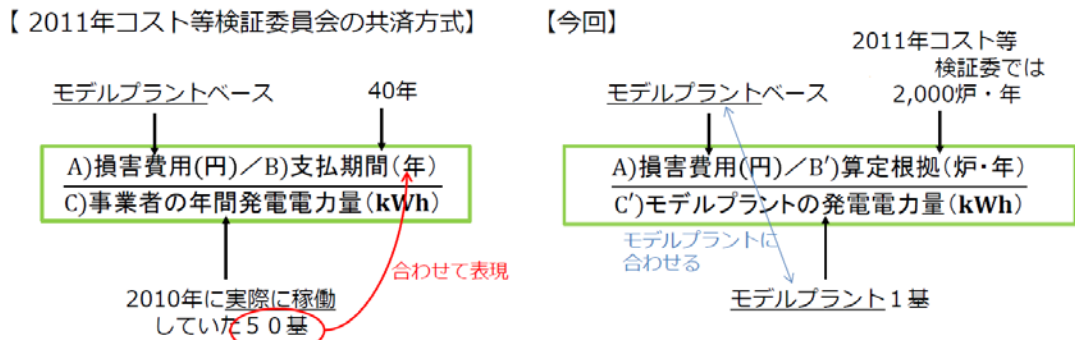 【 2011年コスト等検証委員会の共済方式】
モデルプラントベース
40年
A)損害費用(円)／B)支払期間(年)
C)事業者の年間発電電力量(kWh)
合わせて表現
2010年に実際に稼働
していた５０基
【今回】
2011年コスト等
検証委では
2,000炉・年
モデルプラントベース
A)損害費用(円)／B′)算定根拠(炉・年)
C′)モデルプラントの発電電力量(kWh)
モデルプラントに
合わせる
モデルプラント１基